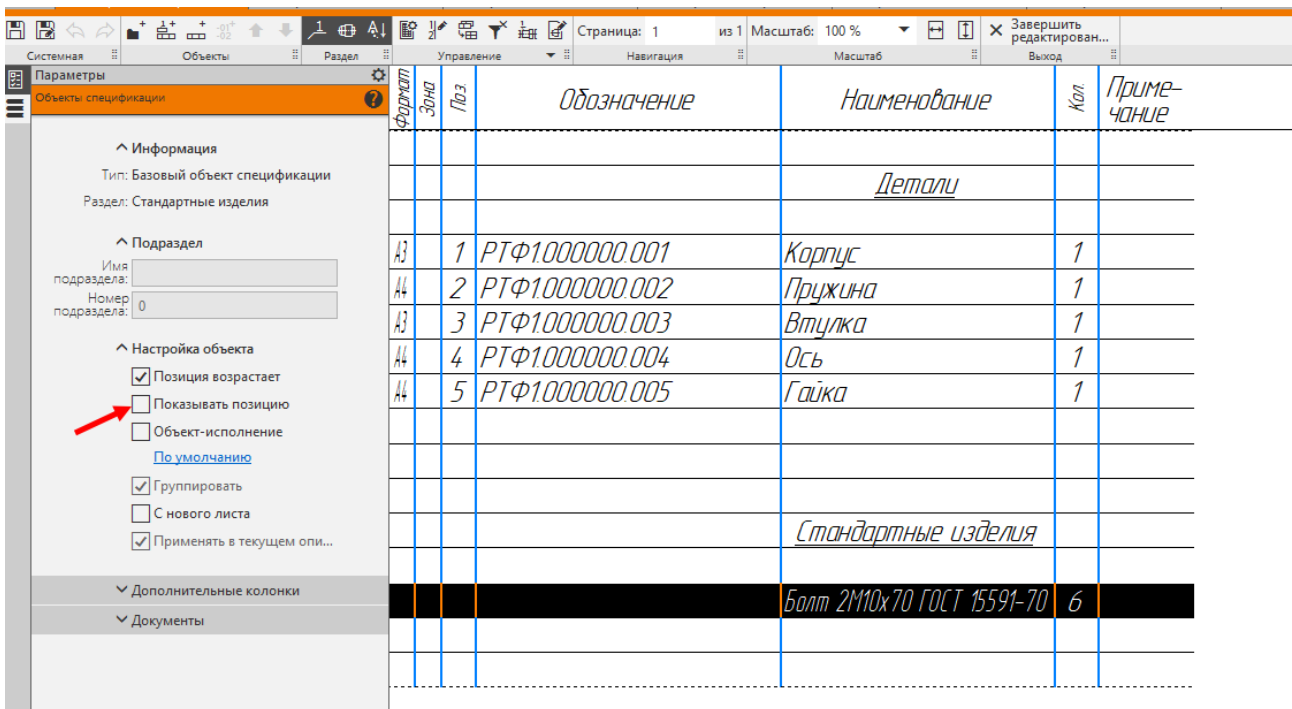 Страница: 1 из 1 Масштаб: 100 % Завершить
редактирован...
Системная Объекты Раздел Управление Навигация Масштаб Выход
Параметры
Объекты спецификации
Информация
Тип: Базовый объект спецификации
Раздел: Стандартные изделия
Подраздел
Имя
подраздела:
Номер
подраздела: 0
Настройка объекта
Позиция возрастает
Показывать позицию
Объект-исполнение
По умолчанию
Группировать
С нового листа
Применять в текущем опи...
Дополнительные колонки
Документы
Формат Зона Поз. Обозначение Наименование Кол. Приме-
чание
Детали
А3 1 РТФ1.000000.001 Корпус 1
А4 2 РТФ1.000000.002 Пружина 1
А3 3 РТФ1.000000.003 Втулка 1
А4 4 РТФ1.000000.004 Ось 1
А4 5 РТФ1.000000.005 Гайка 1
Стандартные изделия
Болт 2М10х70 ГОСТ 15591-70 6